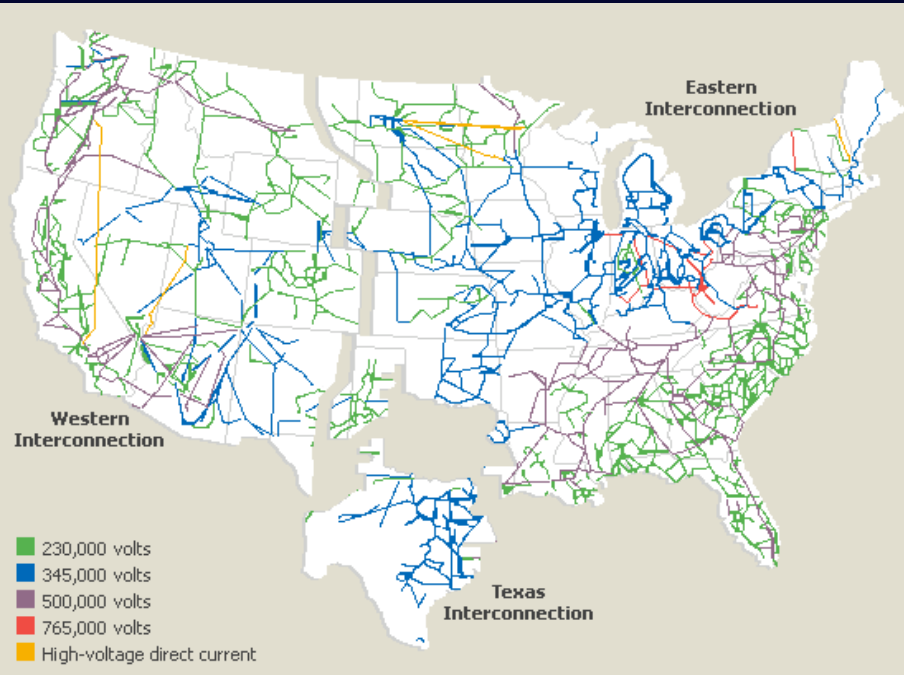 Eastern
Interconnection
Western
Interconnection
230,000 volts
345,000 volts
500,000 volts
765,000 volts
High-voltage direct current
Texas
Interconnection